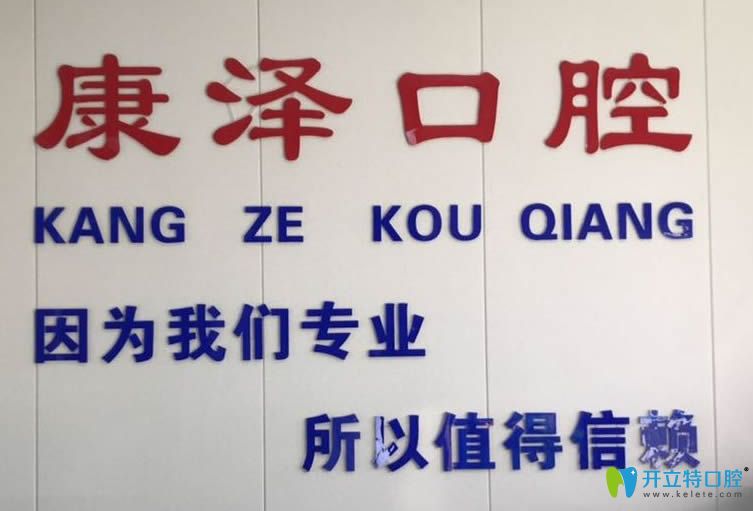 康泽口腔
KANG ZE KOU QIANG
因为我们专业
所以值得信赖
开立特口腔
www.kelete.com